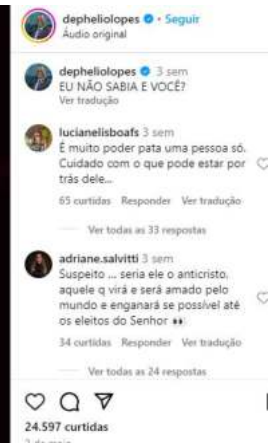 depheliolopes • Seguir
Áudio original
depheliolopes 3 sem
EU NÃO SABIA E VOCÊ?
Ver tradução
lucianelisboafs 3 sem
É muito poder pata uma pessoa só.
Cuidado com o que pode estar por
trás dele...
65 curtidas Responder Ver tradução
Ver todas as 33 respostas
adriane.salvitti 3 sem
Suspeito ... seria ele o anticristo,
aquele q virá e será amado pelo
mundo e enganará se possível até
os eleitos do Senhor 👀
34 curtidas Responder Ver tradução
Ver todas as 24 respostas
24.597 curtidas
2 de maio